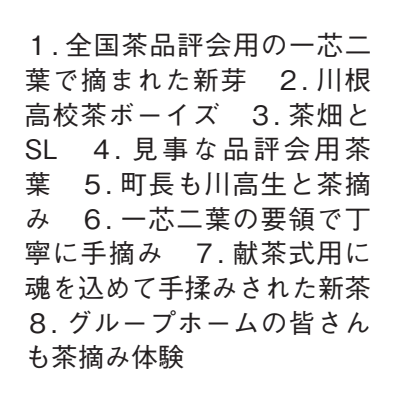 １. 全国茶品評会用の一芯二
葉で摘まれた新芽　２. 川根
高校茶ボーイズ　３. 茶畑と
SL　４. 見事な品評会用茶
葉　５. 町長も川高生と茶摘
み　６. 一芯二葉の要領で丁
寧に手摘み　７. 献茶式用に
魂を込めて手揉みされた新茶
８. グループホームの皆さん
も茶摘み体験